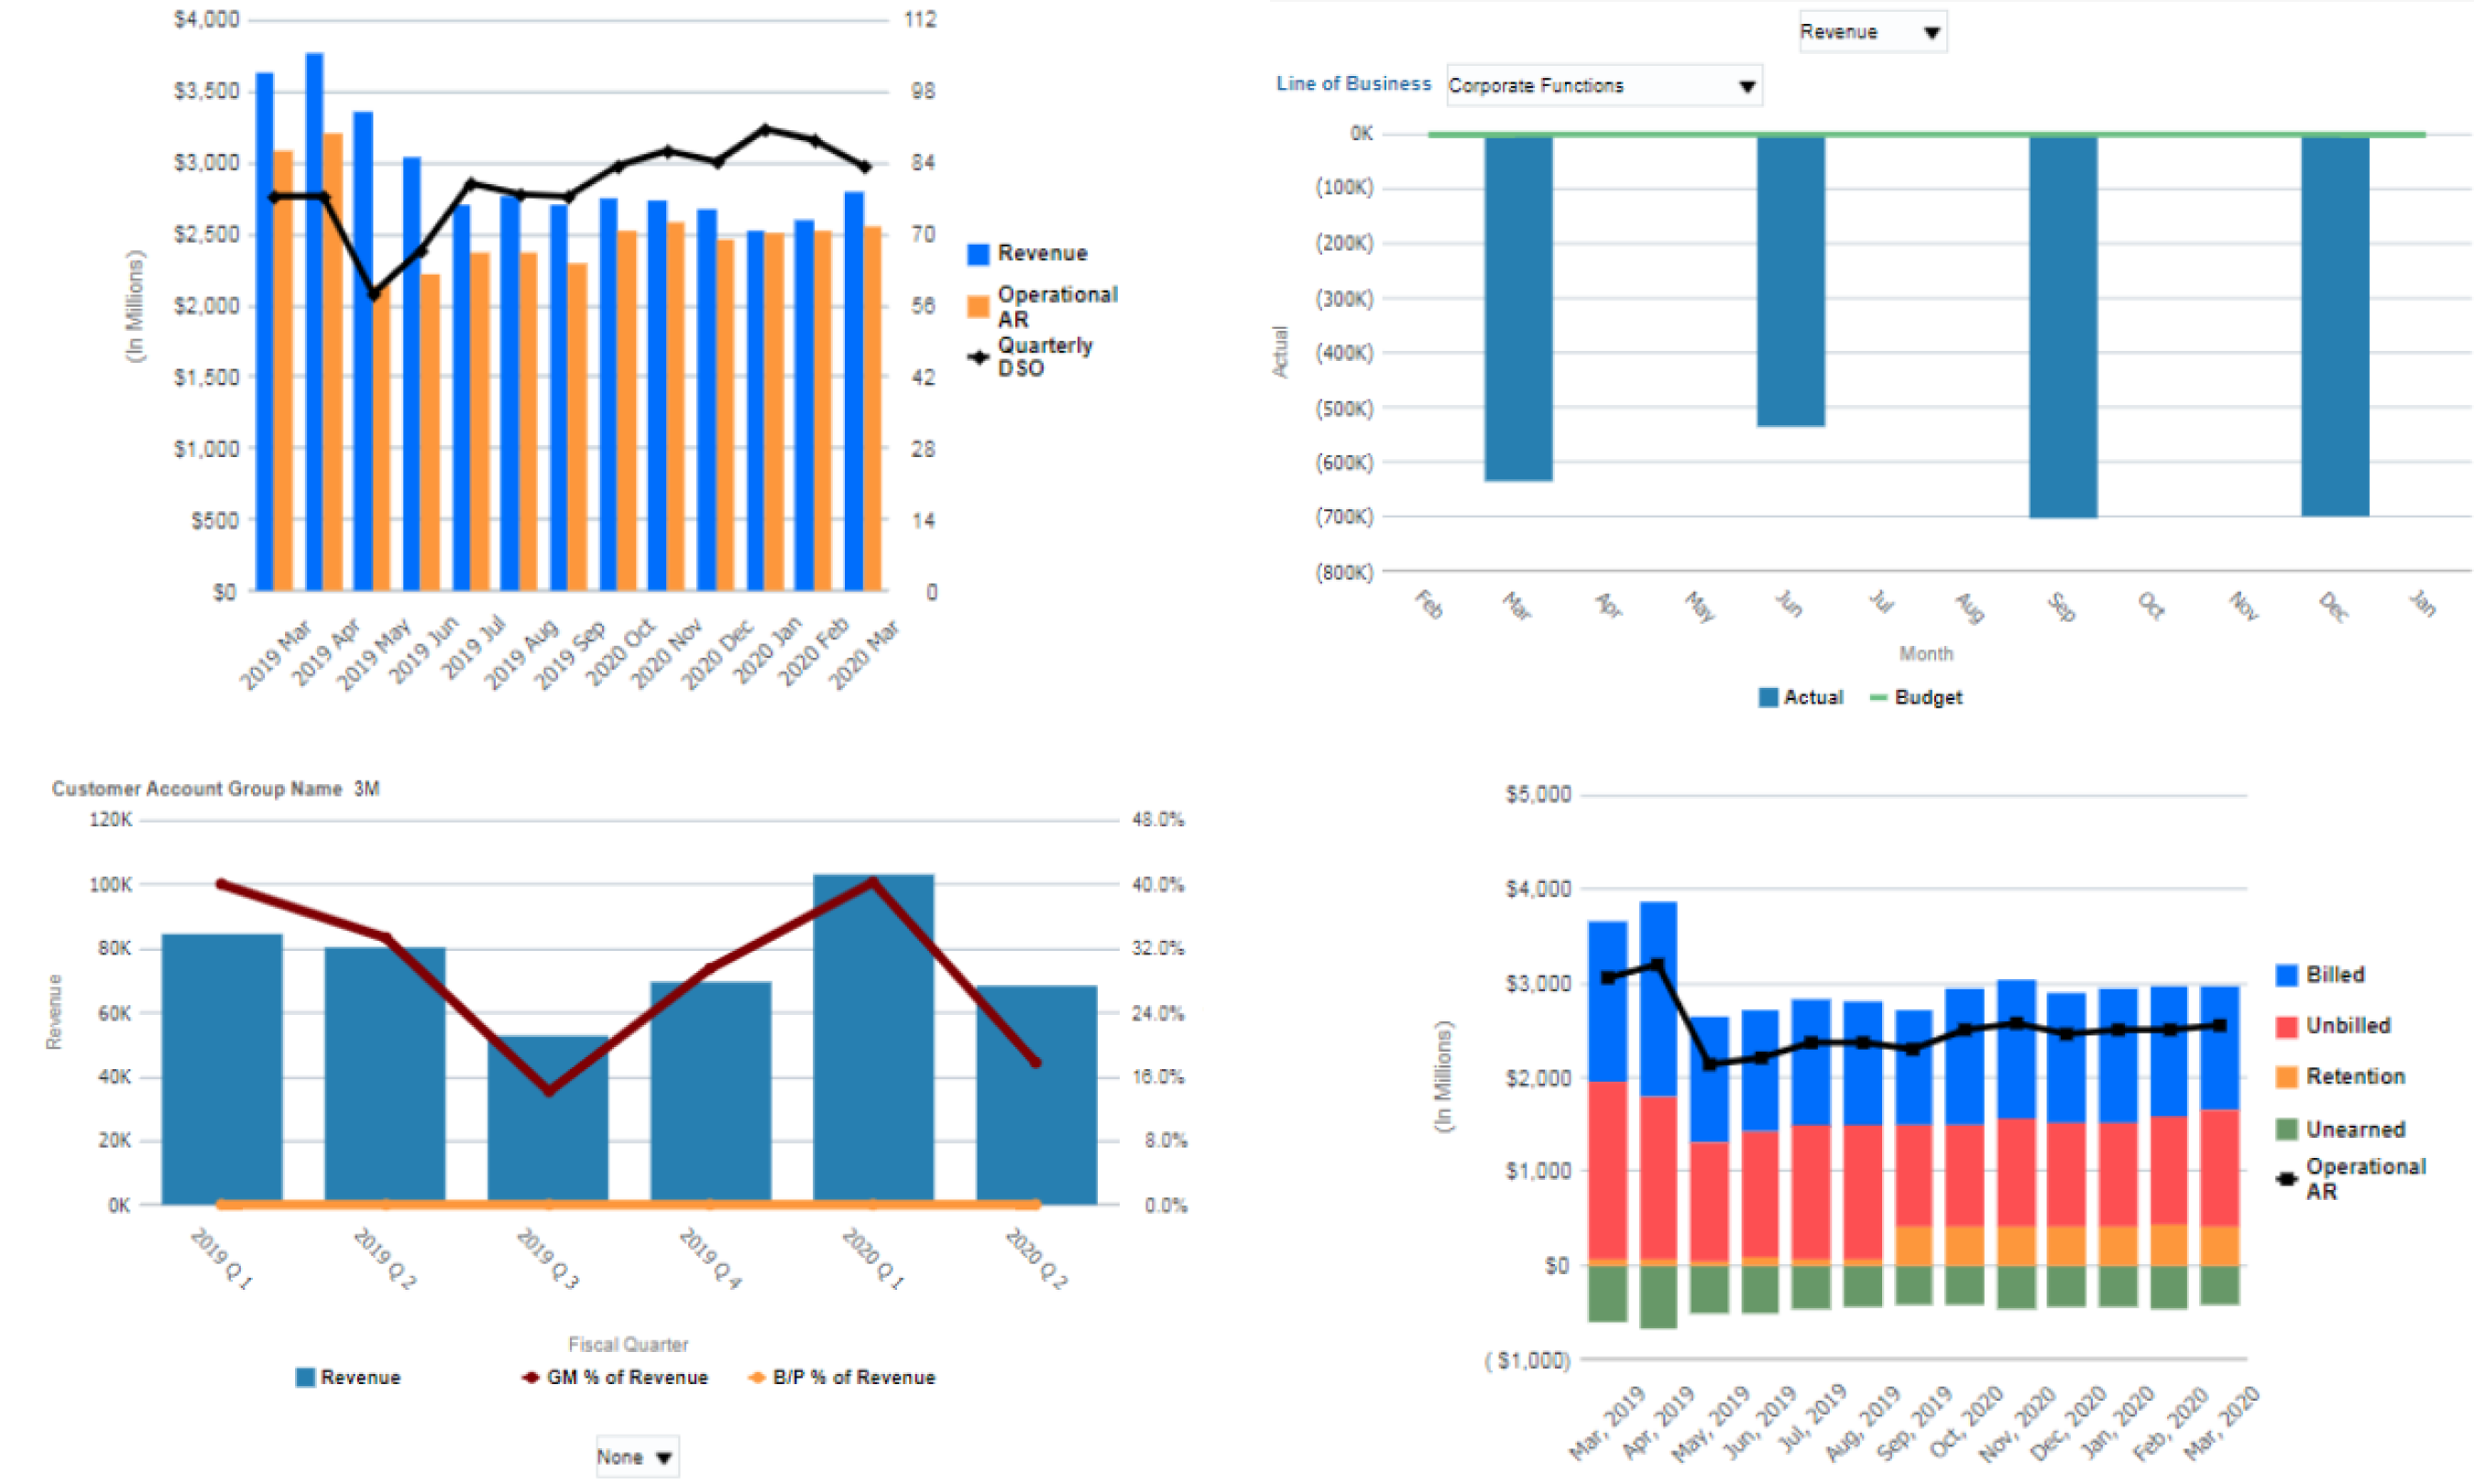 $4,000
$3,500
$3,000
$2,500
$2,000
$1,500
$1,000
$500
$0
(In Millions)
112
98
84
70
56
42
28
14
0
2019 Mar
2019 Apr
2019 May
2019 Jun
2019 Jul
2019 Aug
2019 Sep
2020 Oct
2020 Nov
2020 Dec
2020 Jan
2020 Feb
2020 Mar
Revenue
Operational
AR
Quarterly
DSO
Revenue
Line of Business Corporate Functions
0K
(100K)
(200K)
(300K)
(400K)
(500K)
(600K)
(700K)
(800K)
Actual
Feb
Mar
Apr
May
Jun
Jul
Aug
Sep
Oct
Nov
Dec
Jan
Month
Actual Budget
Customer Account Group Name 3M
120K
100K
80K
60K
40K
20K
0K
Revenue
48.0%
40.0%
32.0%
24.0%
16.0%
8.0%
0.0%
2019 Q 1
2019 Q 2
2019 Q 3
2019 Q 4
2020 Q 1
2020 Q 2
Fiscal Quarter
Revenue GM % of Revenue B/P % of Revenue
None
$5,000
$4,000
$3,000
$2,000
$1,000
$0
( $1,000)
(In Millions)
Mar, 2019
Apr, 2019
May, 2019
Jun, 2019
Jul, 2019
Aug, 2019
Sep, 2019
Oct, 2020
Nov, 2020
Dec, 2020
Jan, 2020
Feb, 2020
Mar, 2020
Billed
Unbilled
Retention
Unearned
Operational
AR